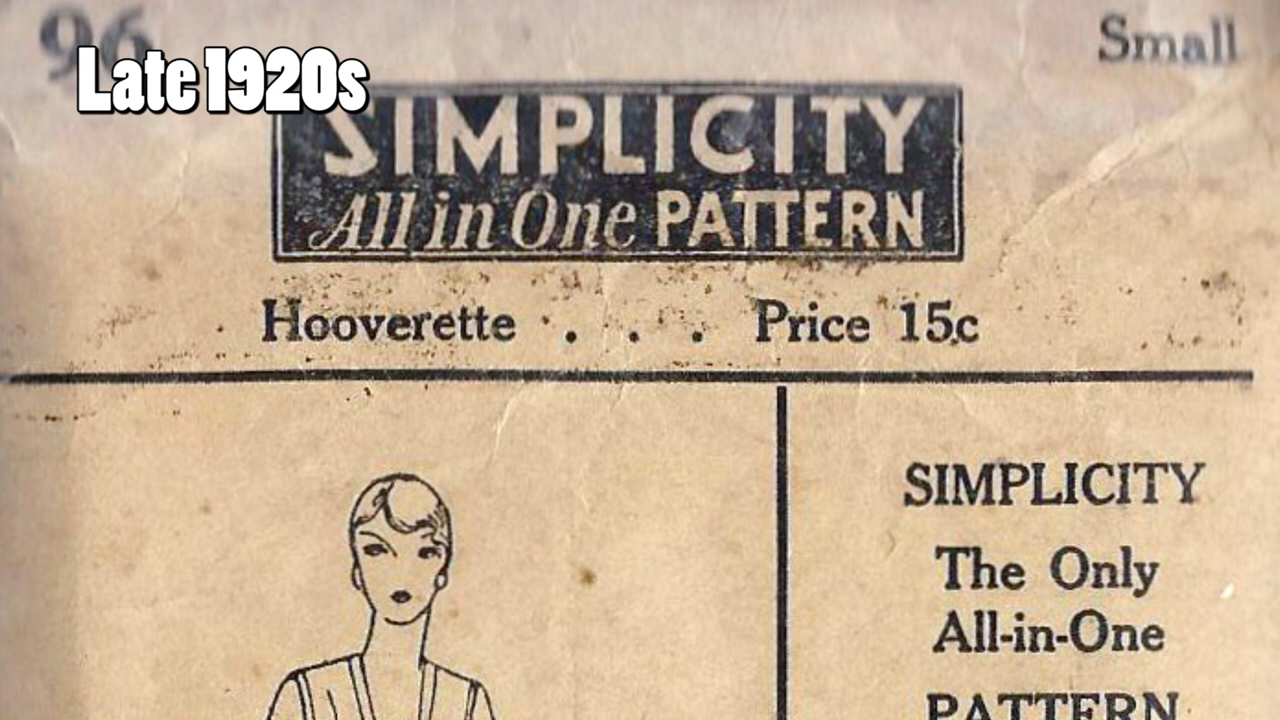 96
Small
Late 1920s
SIMPLICITY
All in One PATTERN
Hooverette . . . Price 15c
SIMPLICITY
The Only
All-in-One
PATTERN